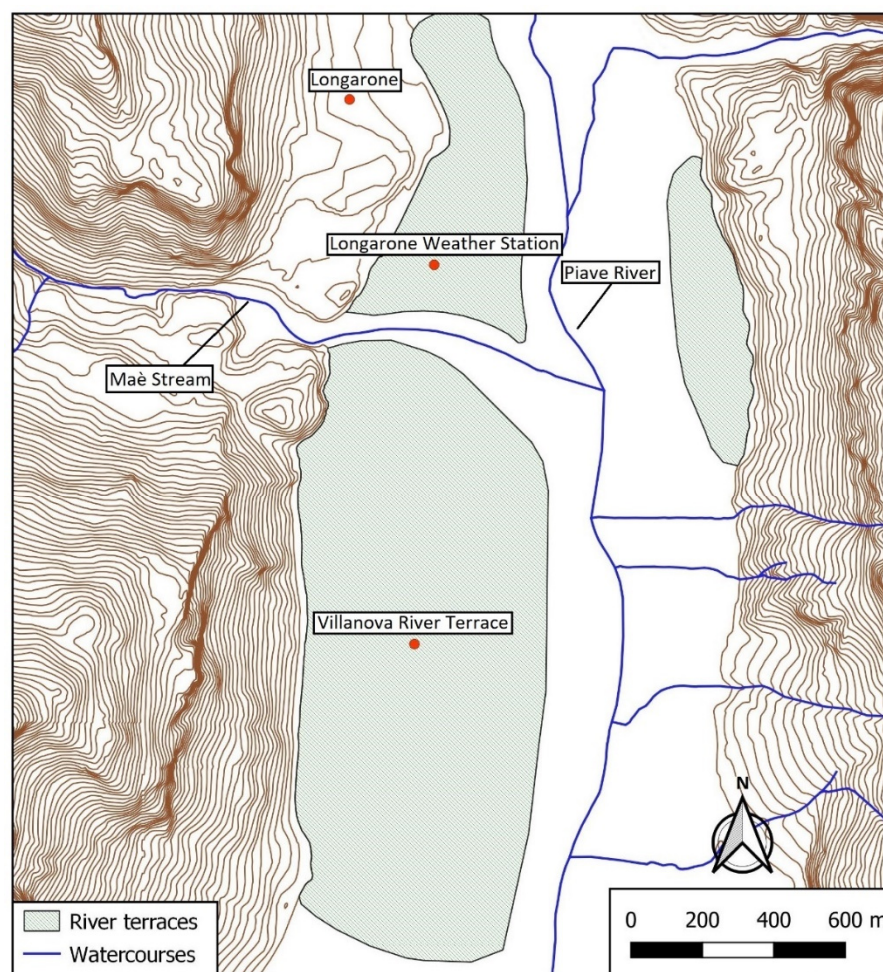 Longarone
Longarone Weather Station
Piave River
Maè Stream
Villanova River Terrace
N
River terraces
Watercourses
0 200 400 600 m